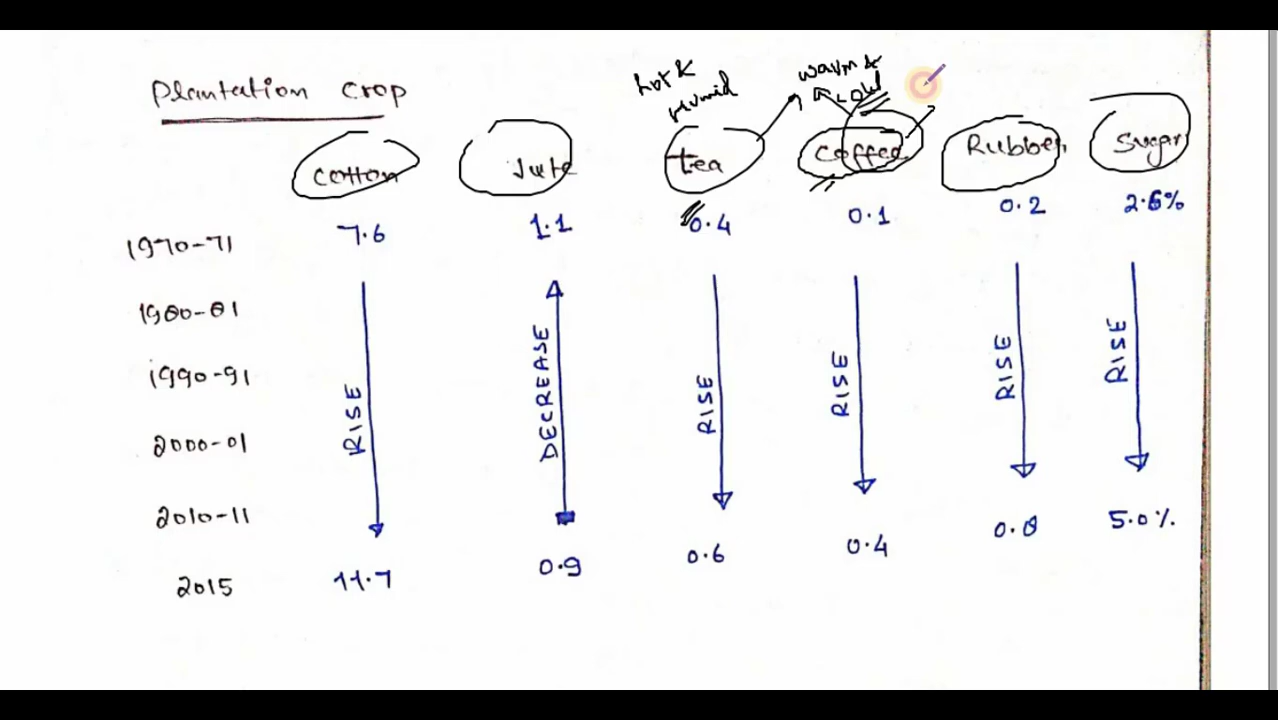 Plantation crop
hot &
warm &
Low
cotton Jute tea coffee Rubber Sugar
1970-71 7.6 1.1 0.4 0.1 0.2 2.6%
1980-81
1990-91
2000-01
2010-11
RISE DECREASE RISE RISE RISE RISE
2015 11.7 0.9 0.6 0.4 0.8 5.0%